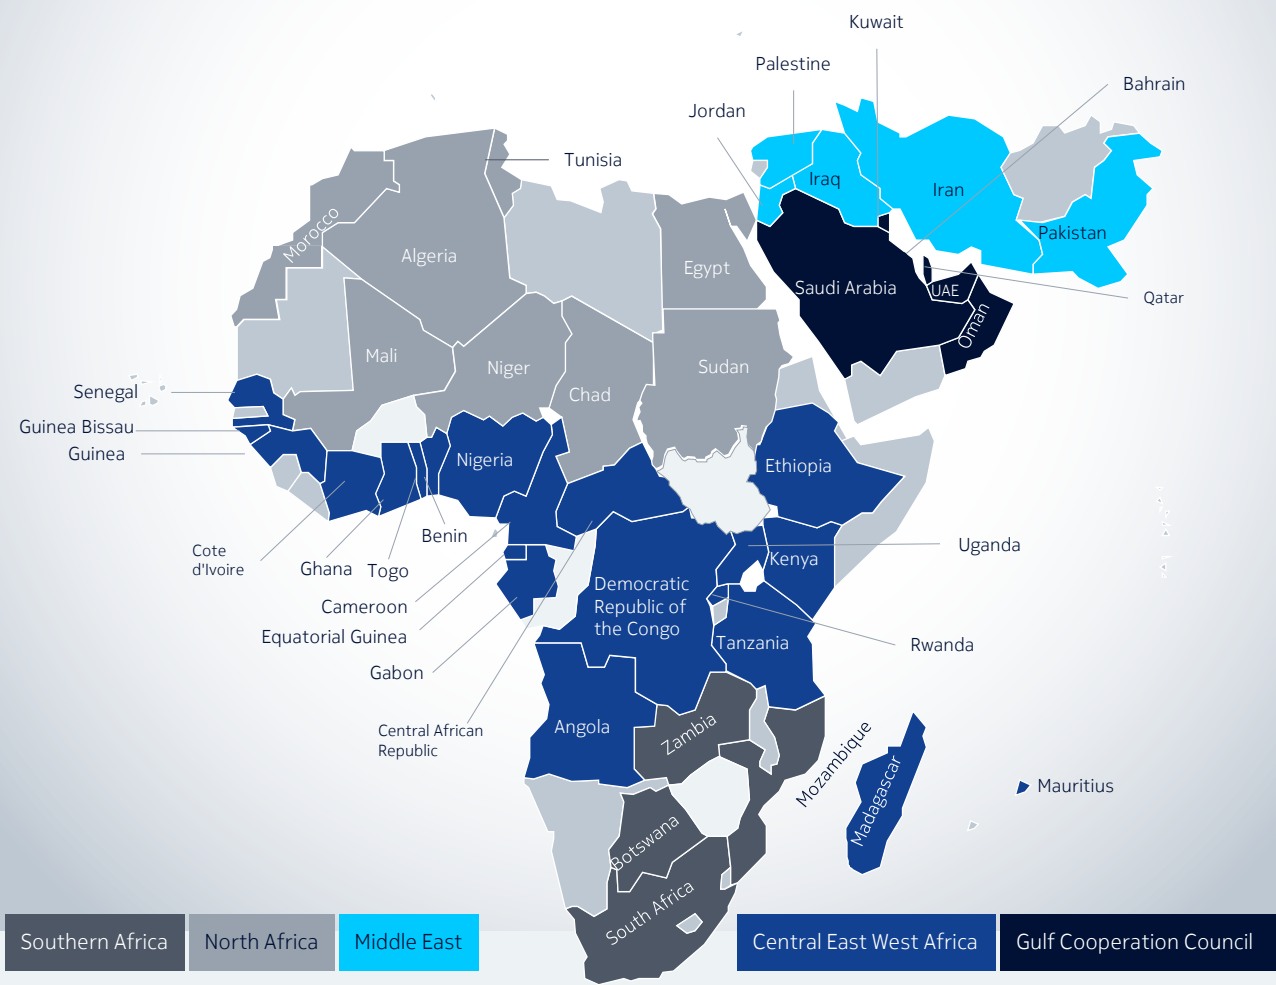 Kuwait
Palestine
Bahrain
Jordan
Tunisia
Iraq
Iran
Morocco
Pakistan
Algeria
Egypt
Saudi Arabia
UAE
Qatar
Oman
Mali
Niger
Chad
Sudan
Senegal
Guinea Bissau
Guinea
Nigeria
Ethiopia
Benin
Cote
d'Ivoire
Ghana
Togo
Uganda
Kenya
Cameroon
Democratic
Republic of
the Congo
Equatorial Guinea
Rwanda
Tanzania
Gabon
Central African
Republic
Angola
Zambia
Mozambique
Madagascar
Mauritius
Botswana
South Africa
Southern Africa
North Africa
Middle East
Central East West Africa
Gulf Cooperation Council